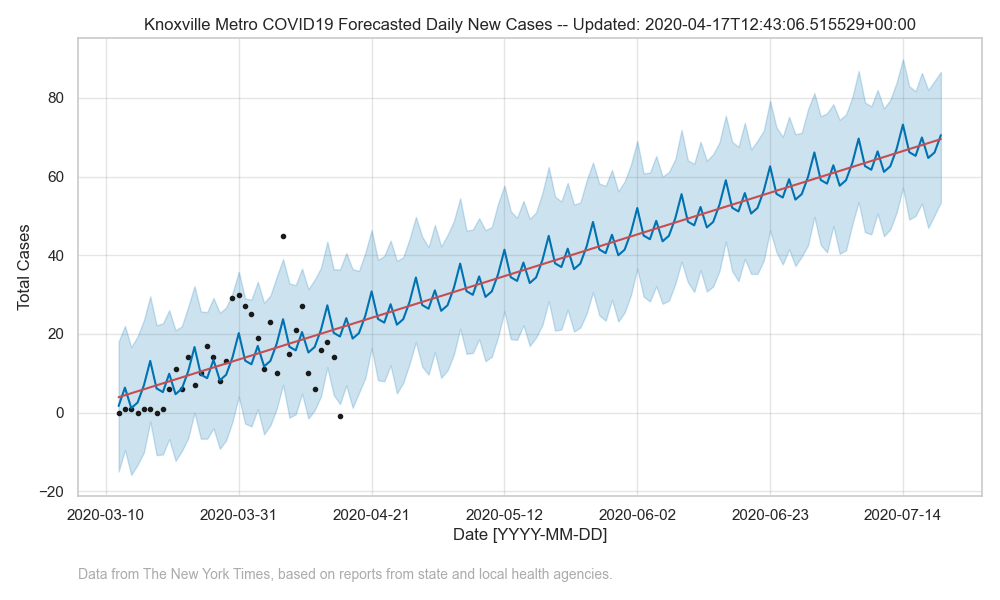 Knoxville Metro COVID19 Forecasted Daily New Cases -- Updated: 2020-04-17T12:43:06.515529+00:00
Total Cases
80
60
40
20
0
−20
2020-03-10 2020-03-31 2020-04-21 2020-05-12 2020-06-02 2020-06-23 2020-07-14
Date [YYYY-MM-DD]
Data from The New York Times, based on reports from state and local health agencies.